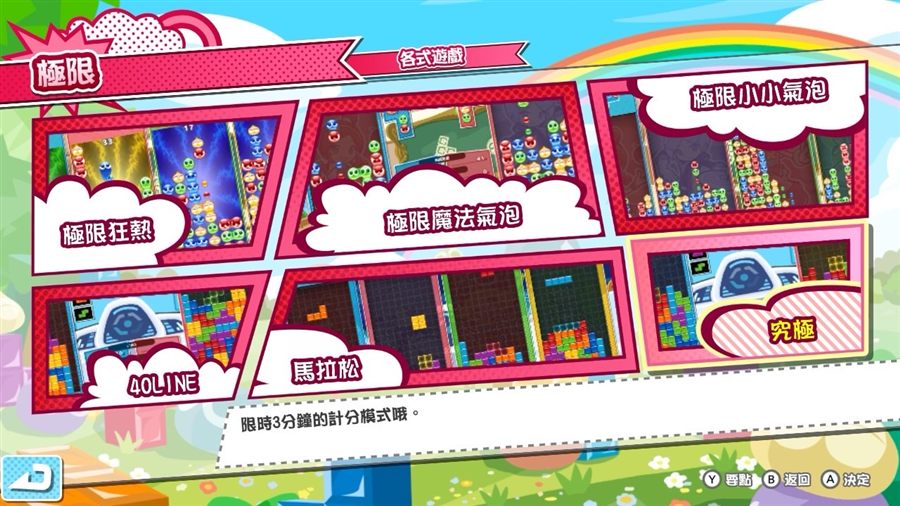 極限
各式遊戲
極限狂熱
極限魔法氣泡
極限小小氣泡
40LINE
馬拉松
究極
限時3分鐘的計分模式哦。
Y 要點 B 返回 A 決定